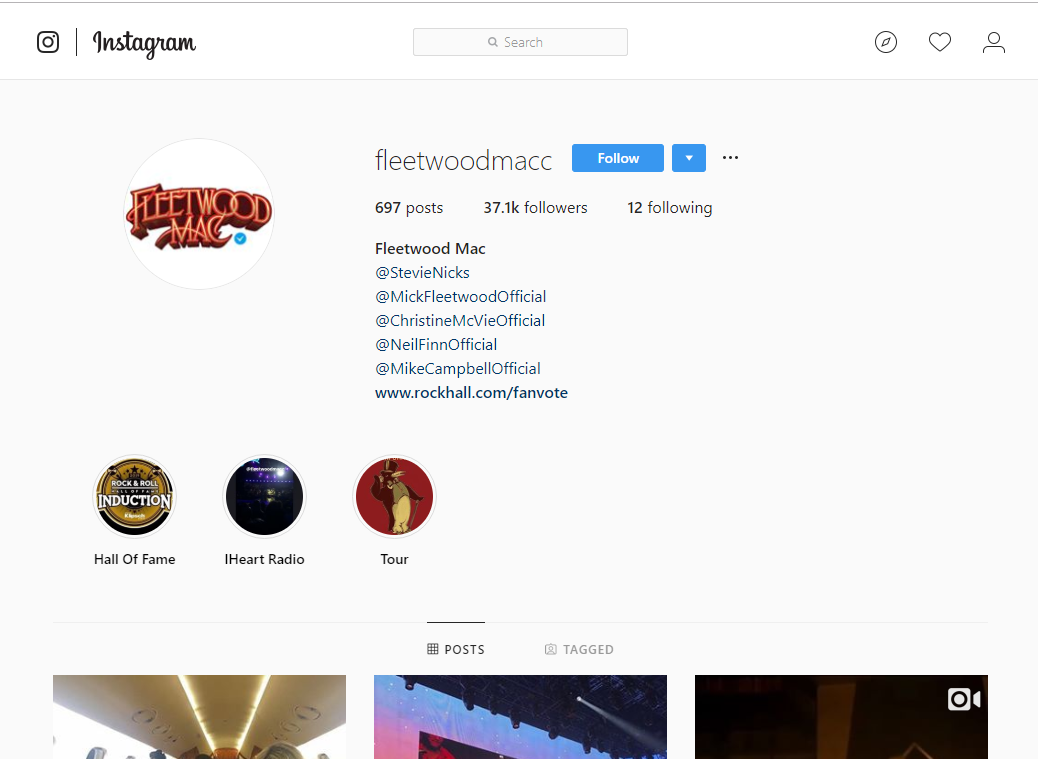 Instagram
Search
fleetwoodmacc
Follow
697 posts 37.1k followers 12 following
FLEETWOOD
MAC
Fleetwood Mac
@StevieNicks
@MickFleetwoodOfficial
@ChristineMcVieOfficial
@NeilFinnOfficial
@MikeCampbellOfficial
www.rockhall.com/fanvote
ROCK & ROLL
HALL OF FAME
INDUCTION
Hall Of Fame
IHeart Radio
Tour
POSTS
TAGGED